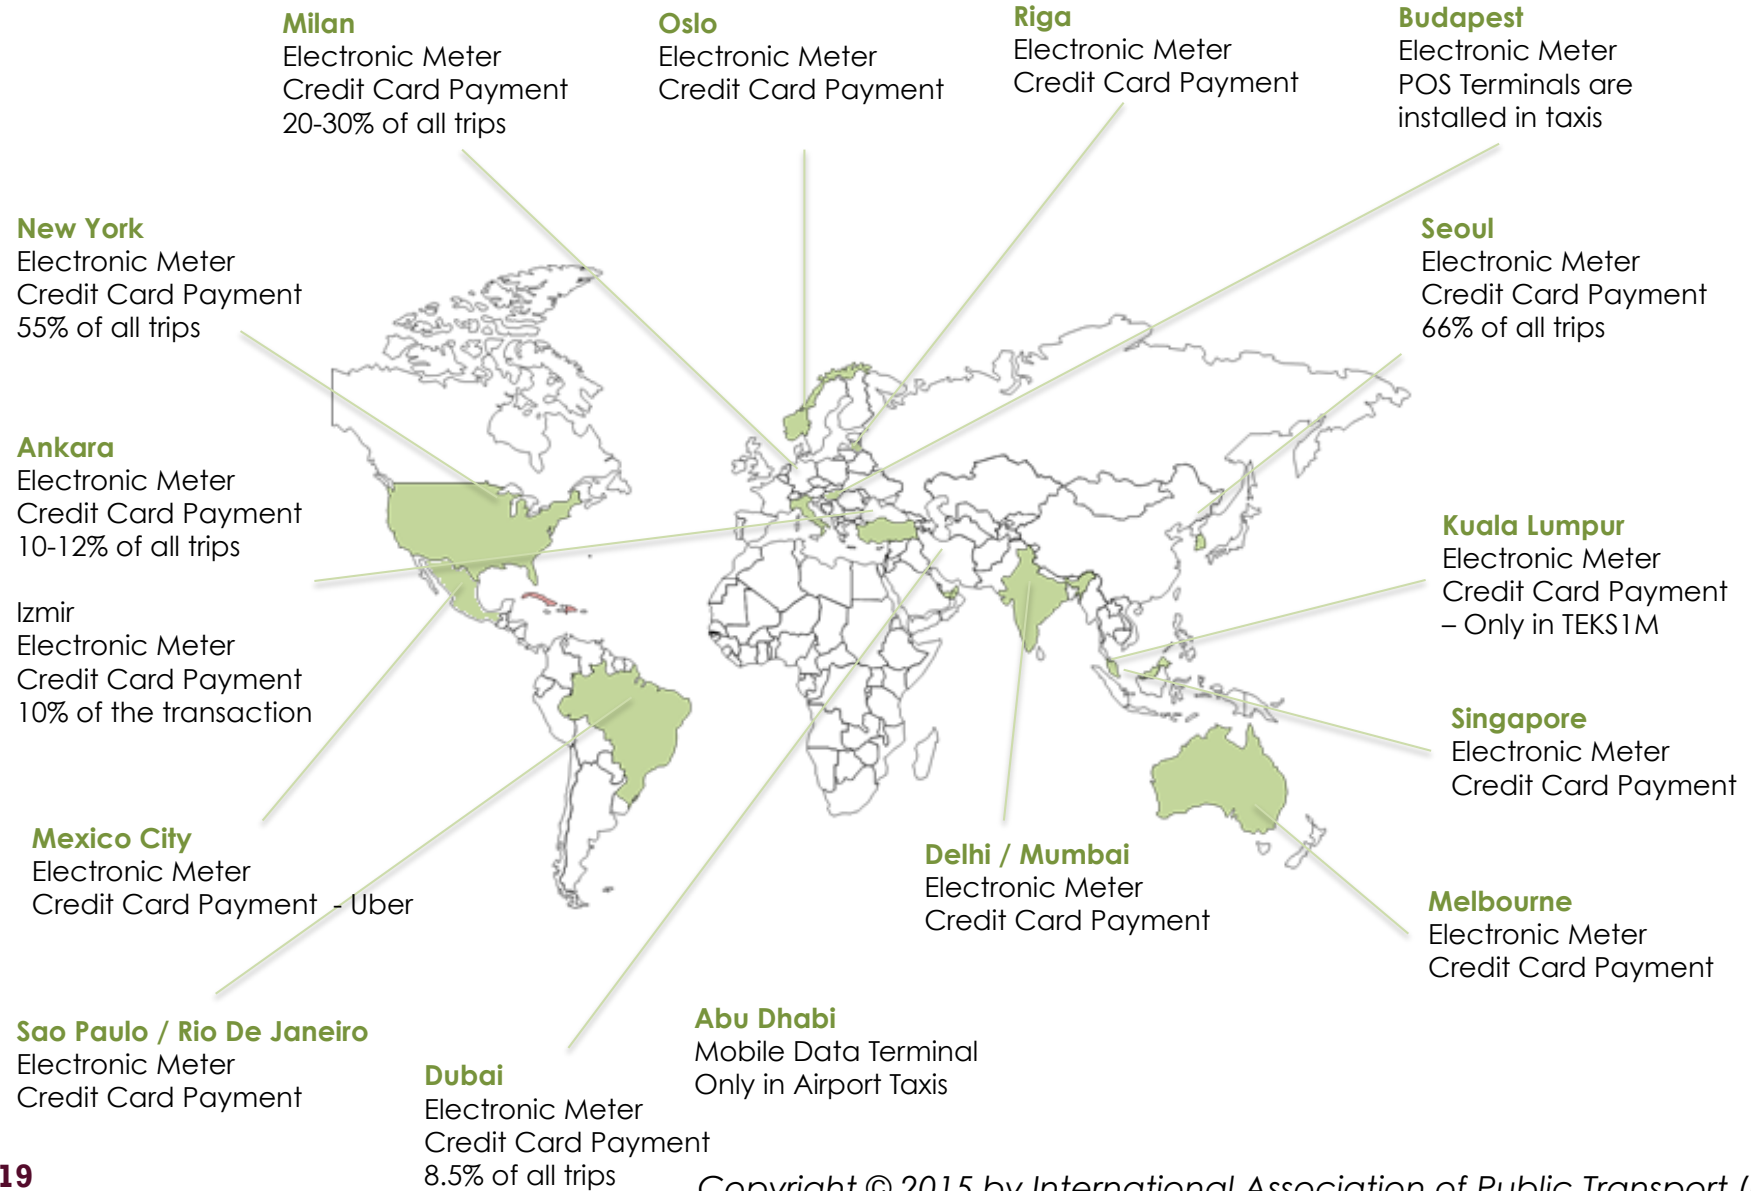 Milan
Electronic Meter
Credit Card Payment
20-30% of all trips
Oslo
Electronic Meter
Credit Card Payment
Riga
Electronic Meter
Credit Card Payment
Budapest
Electronic Meter
POS Terminals are
installed in taxis
New York
Electronic Meter
Credit Card Payment
55% of all trips
Seoul
Electronic Meter
Credit Card Payment
66% of all trips
Ankara
Electronic Meter
Credit Card Payment
10-12% of all trips
Izmir
Electronic Meter
Credit Card Payment
10% of the transaction
Kuala Lumpur
Electronic Meter
Credit Card Payment
– Only in TEKS1M
Singapore
Electronic Meter
Credit Card Payment
Mexico City
Electronic Meter
Credit Card Payment - Uber
Delhi / Mumbai
Electronic Meter
Credit Card Payment
Melbourne
Electronic Meter
Credit Card Payment
Sao Paulo / Rio De Janeiro
Electronic Meter
Credit Card Payment
Dubai
Electronic Meter
Credit Card Payment
8.5% of all trips
Abu Dhabi
Mobile Data Terminal
Only in Airport Taxis
19
Copyright © 2015 by International Association of Public Transport (